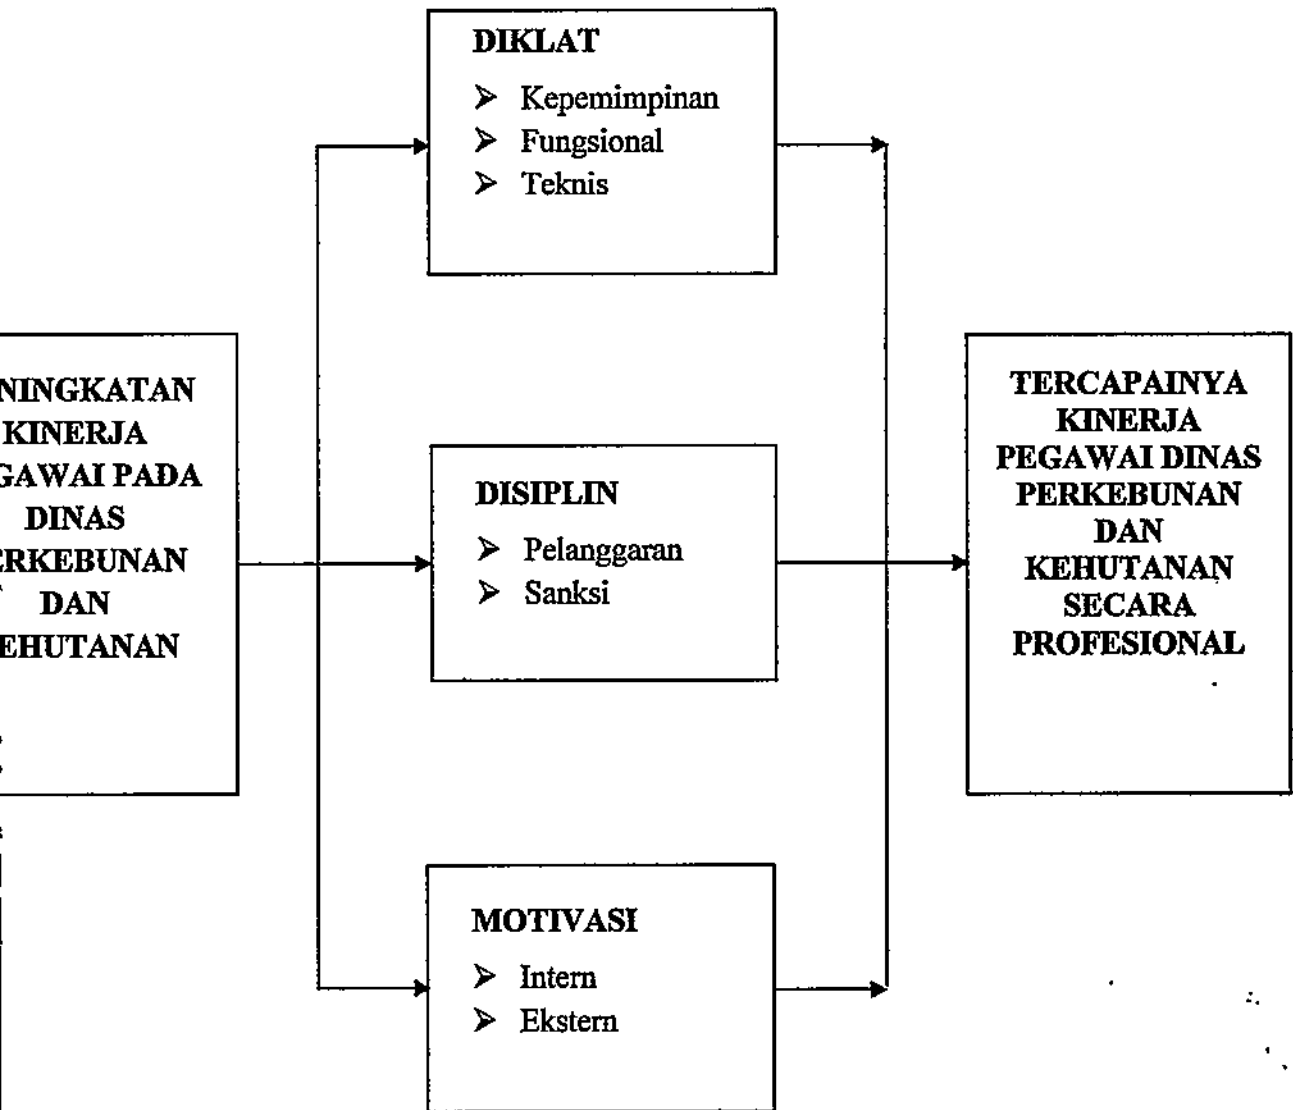 DIKLAT
➢ Kepemimpinan
➢ Fungsional
➢ Teknis
NINGKATAN
KINERJA
GAWAI PADA
DINAS
ERKEBUNAN
DAN
EHUTANAN
DISIPLIN
➢ Pelanggaran
➢ Sanksi
MOTIVASI
➢ Intern
➢ Ekstern
TERCAPAINYA
KINERJA
PEGAWAI DINAS
PERKEBUNAN
DAN
KEHUTANAN
SECARA
PROFESIONAL